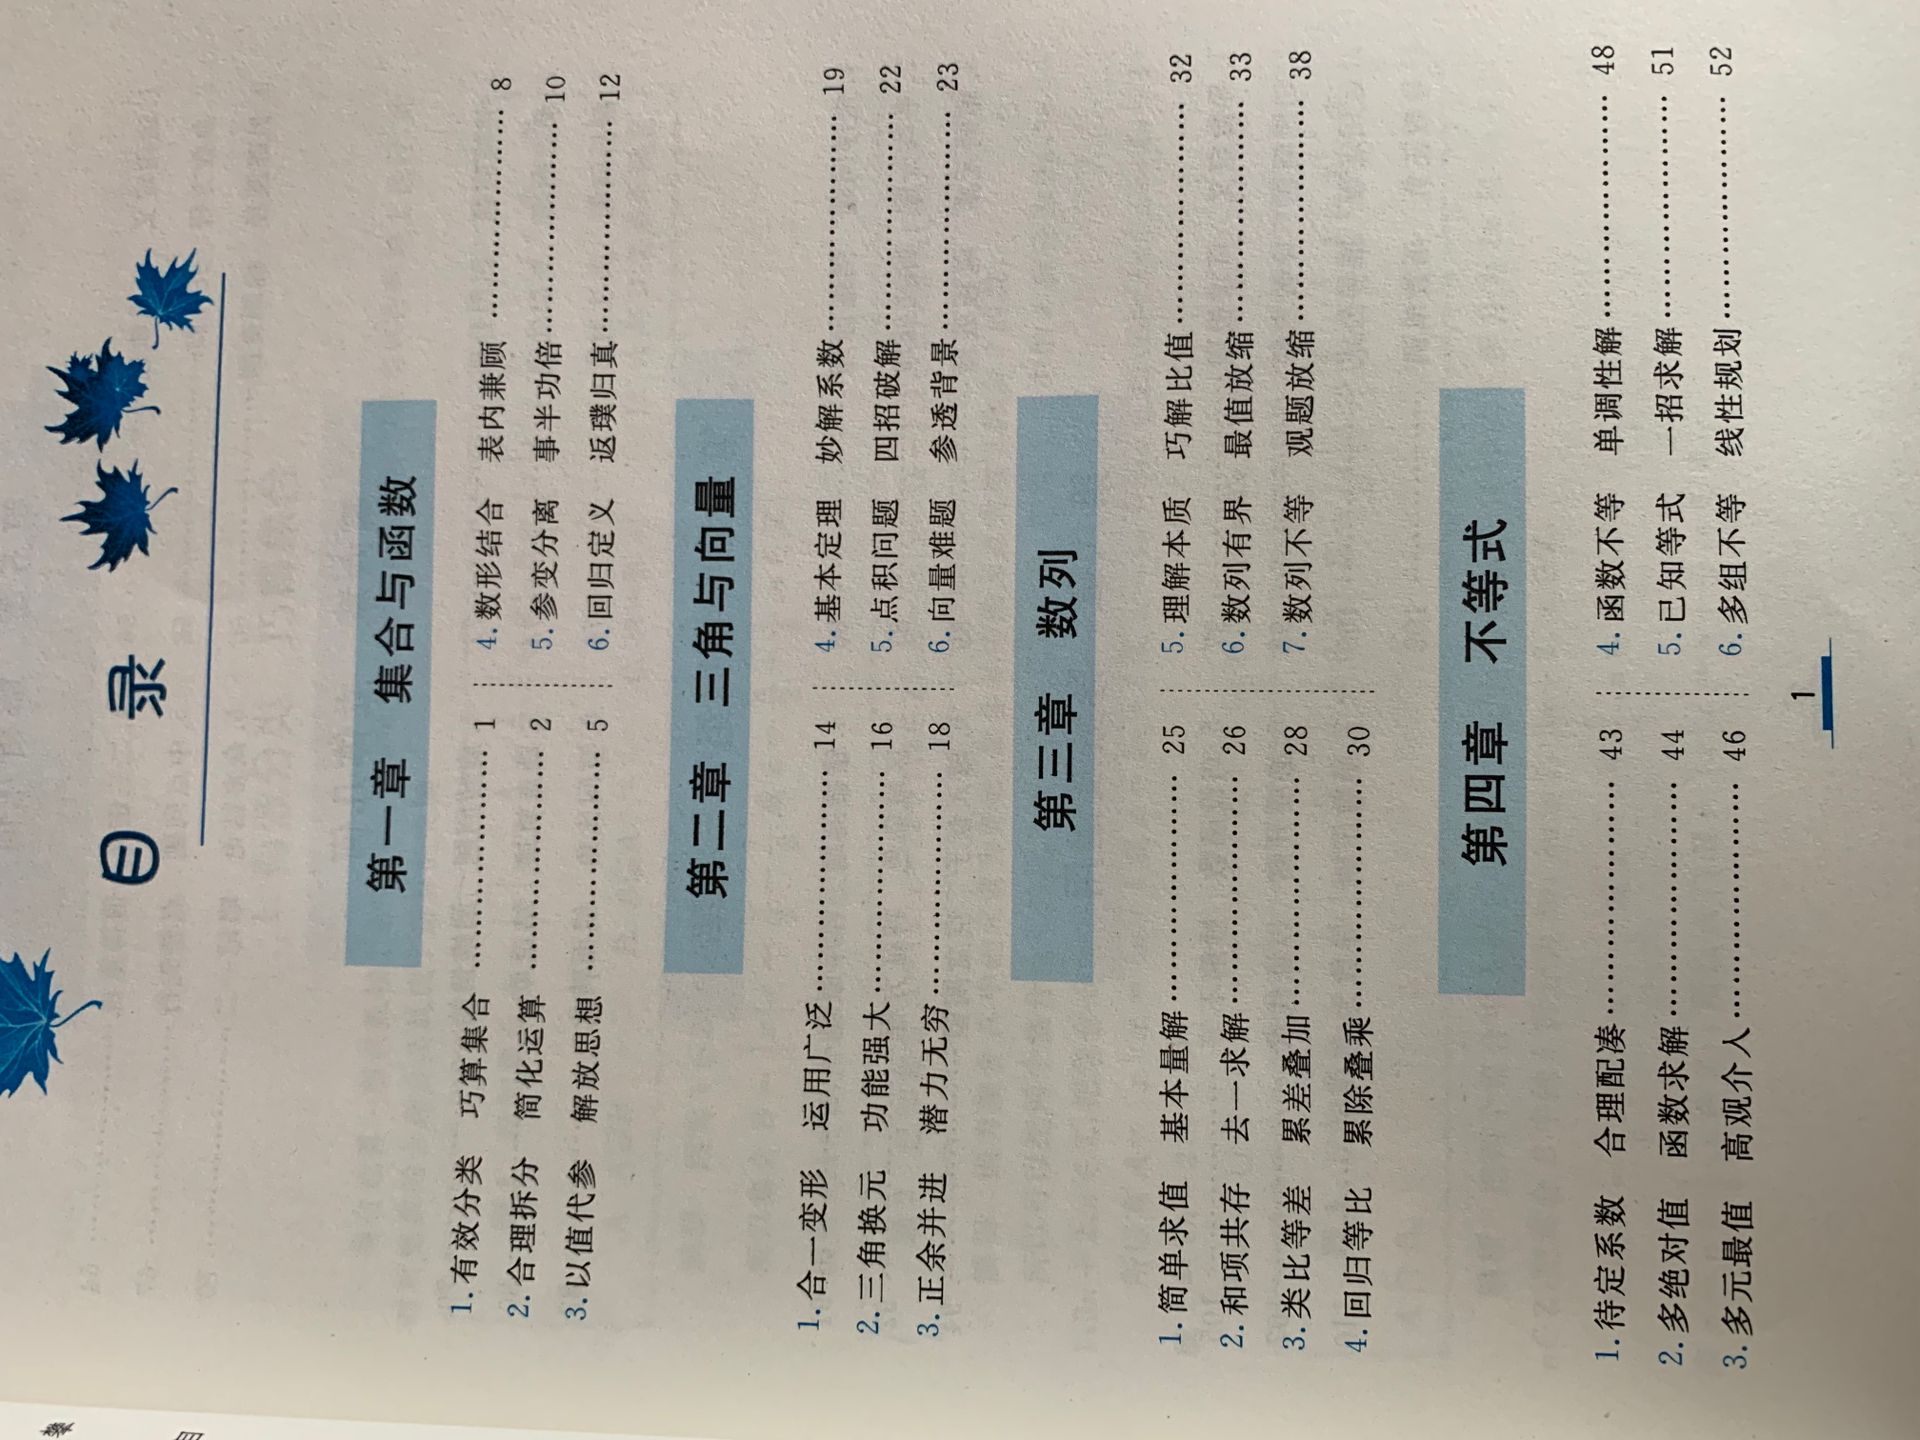 目 录
第一章 集合与函数
1.有效分类 巧算集合 …………………… 1
2.合理拆分 简化运算 …………………… 2
3.以值代参 解放思想 …………………… 5
4.数形结合 表内兼顾 …………………… 8
5.参变分离 事半功倍…………………… 10
6.回归定义 返璞归真…………………… 12
第二章 三角与向量
1.合一变形 运用广泛…………………… 14
2.三角换元 功能强大…………………… 16
3.正余并进 潜力无穷…………………… 18
4.基本定理 妙解系数…………………… 19
5.点积问题 四招破解…………………… 22
6.向量难题 参透背景…………………… 23
第三章 数列
1.简单求值 基本量解…………………… 25
2.和项共存 去一求解…………………… 26
3.类比等差 累差叠加…………………… 28
4.回归等比 累除叠乘…………………… 30
5.理解本质 巧解比值…………………… 32
6.数列有界 最值放缩…………………… 33
7.数列不等 观题放缩…………………… 38
第四章 不等式
1.待定系数 合理配凑…………………… 43
2.多绝对值 函数求解…………………… 44
3.多元最值 高观介人…………………… 46
4.函数不等 单调性解…………………… 48
5.已知等式 一招求解…………………… 51
6.多组不等 线性规划…………………… 52
1